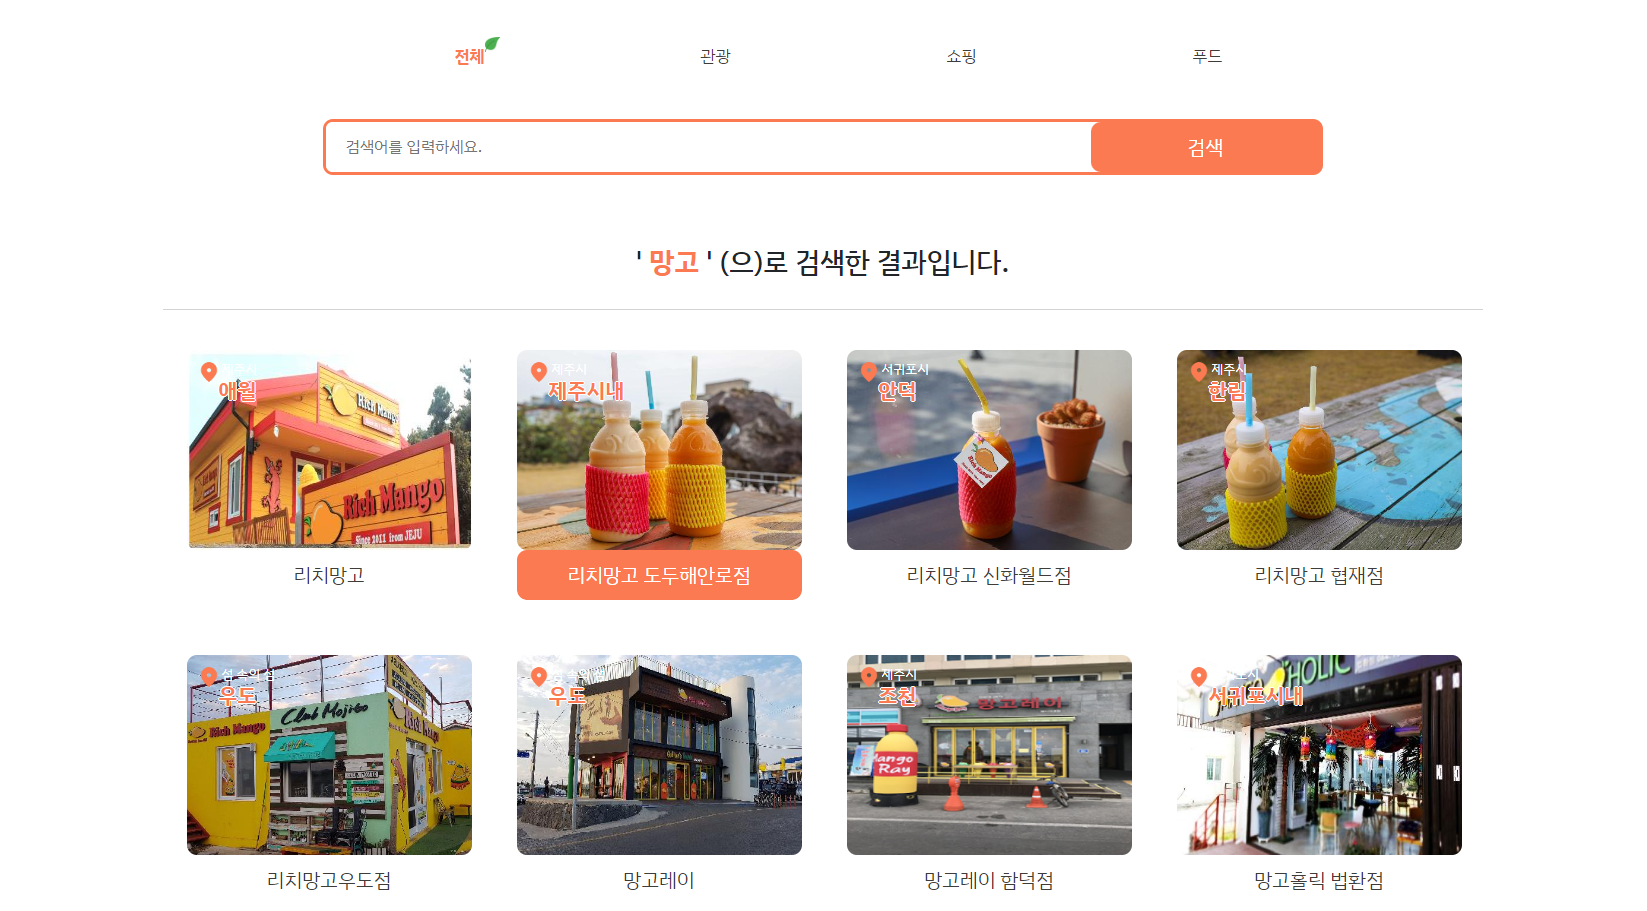 전체
관광
쇼핑
푸드
검색어를 입력하세요.
검색
' 망고 ' (으)로 검색한 결과입니다.
제주시
애월
Rich Mango
Rich Mango
Since 2011 from JEJU
리치망고
제주시
제주시내
리치망고 도두해안로점
서귀포시
안덕
Rich Mango
리치망고 신화월드점
제주시
한림
리치망고 협재점
섬 속의 섬
우도
Club Mojito
Rich Mango
Rich Mango
리치망고우도점
섬 속의 섬
우도
망고레이
제주시
조천
망고레이
Mango
Ray
망고레이 함덕점
서귀포시내
HOLIC
망고홀릭 법환점